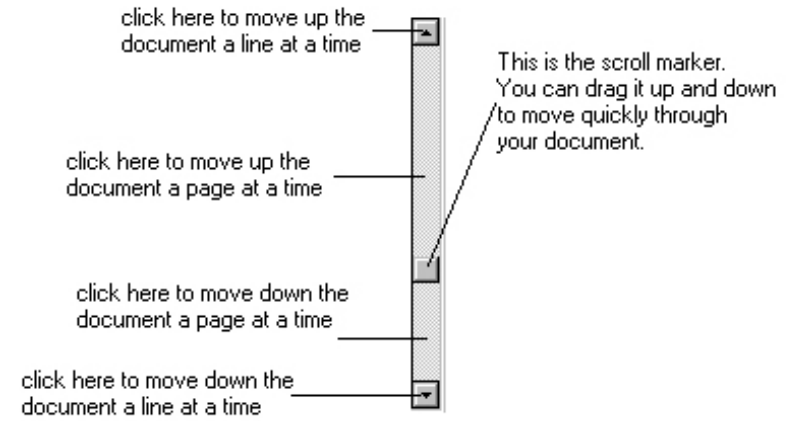 click here to move up the
document a line at a time
This is the scroll marker.
You can drag it up and down
to move quickly through
your document.
click here to move up the
document a page at a time
click here to move down the
document a page at a time
click here to move down the
document a line at a time